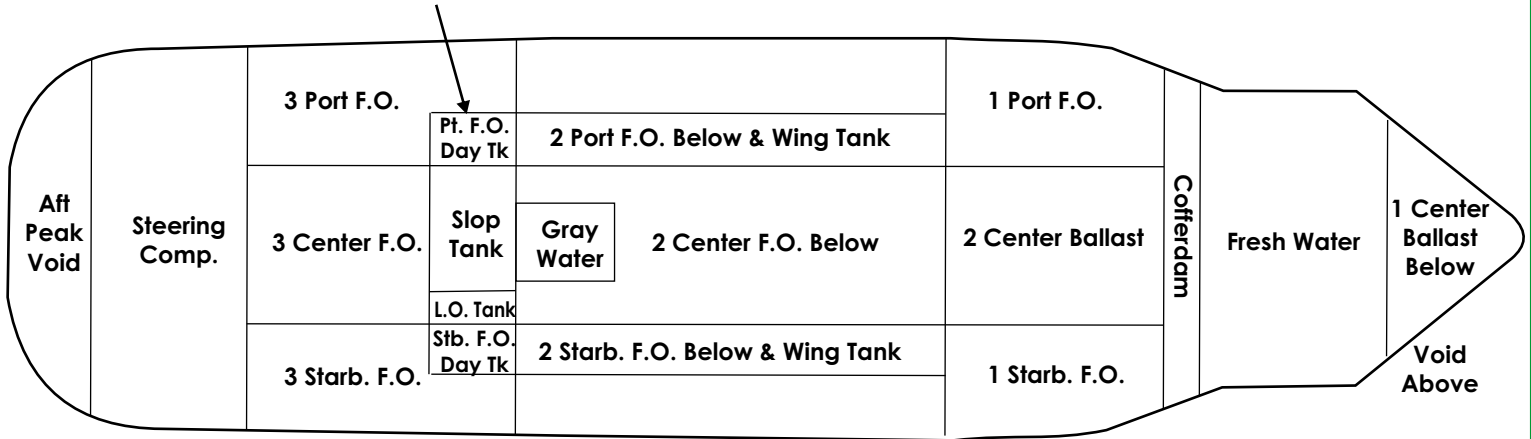 3 Port F.O.
1 Port F.O.
Pt. F.O.
Day Tk
2 Port F.O. Below & Wing Tank
Aft
Peak
Void
Steering
Comp.
3 Center F.O.
Slop
Tank
Gray
Water
2 Center F.O. Below
2 Center Ballast
Cofferdam
Fresh Water
1 Center
Ballast
Below
L.O. Tank
Stb. F.O.
Day Tk
2 Starb. F.O. Below & Wing Tank
3 Starb. F.O.
1 Starb. F.O.
Void
Above